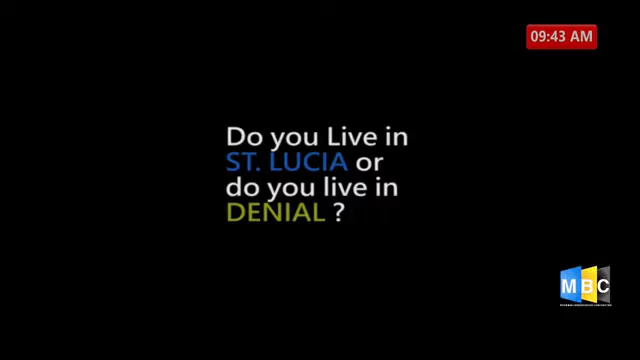 09:43 AM
Do you Live in
ST. LUCIA or
do you live in
DENIAL ?
MBC